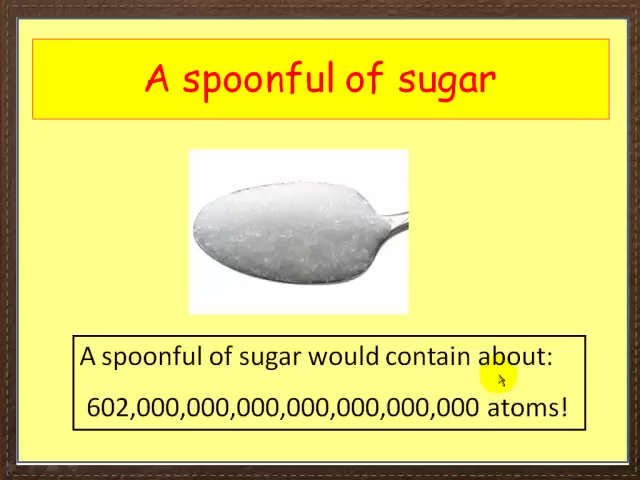 A spoonful of sugar
A spoonful of sugar would contain about:
602,000,000,000,000,000,000,000 atoms!